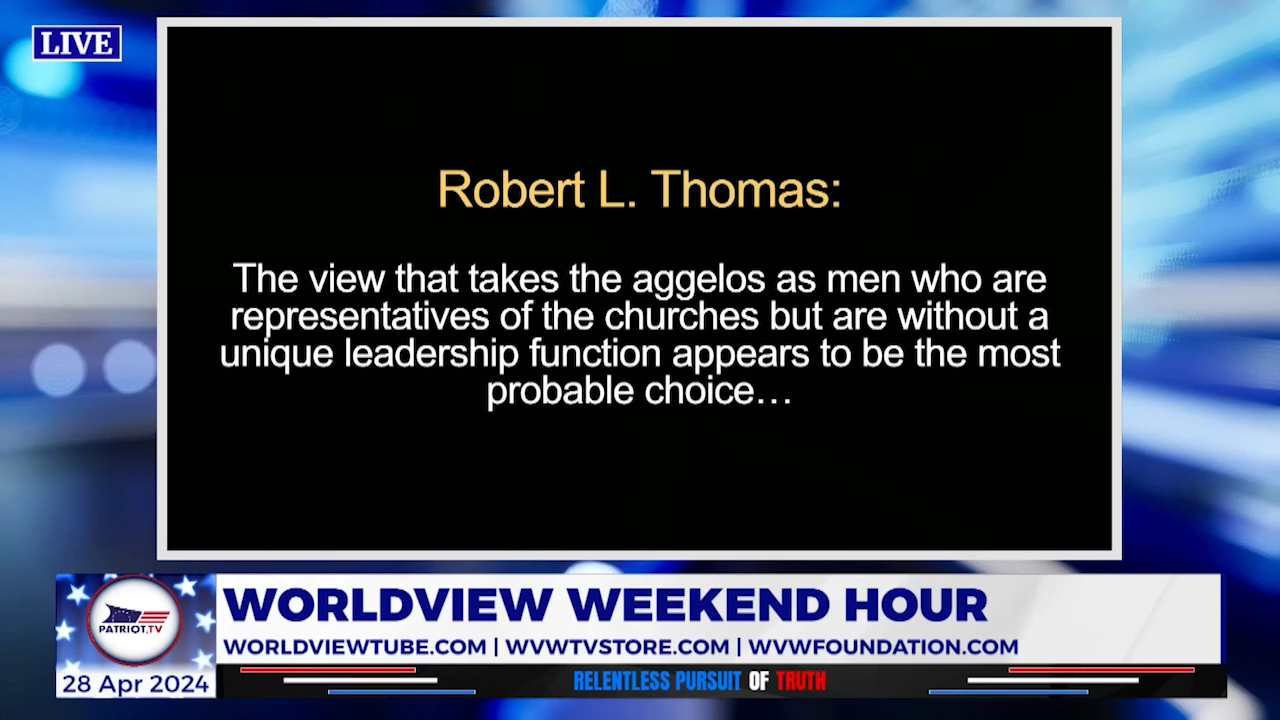 LIVE
Robert L. Thomas:
The view that takes the aggelos as men who are
representatives of the churches but are without a
unique leadership function appears to be the most
probable choice…
PATRIOT.TV
WORLDVIEW WEEKEND HOUR
WORLDVIEWTUBE.COM | WVWTVSTORE.COM | WVWFOUNDATION.COM
28 Apr 2024
RELENTLESS PURSUIT OF TRUTH